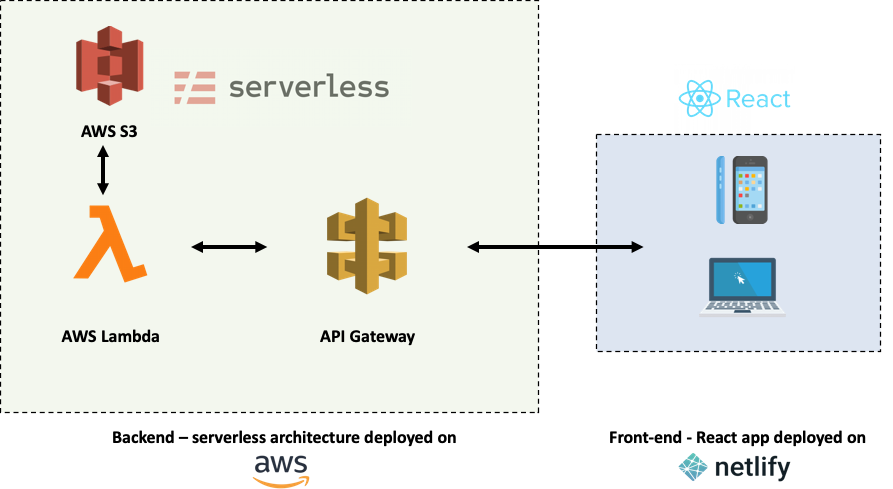 serverless
React
AWS S3
AWS Lambda
API Gateway
Backend – serverless architecture deployed on
aws
Front-end - React app deployed on
netlify